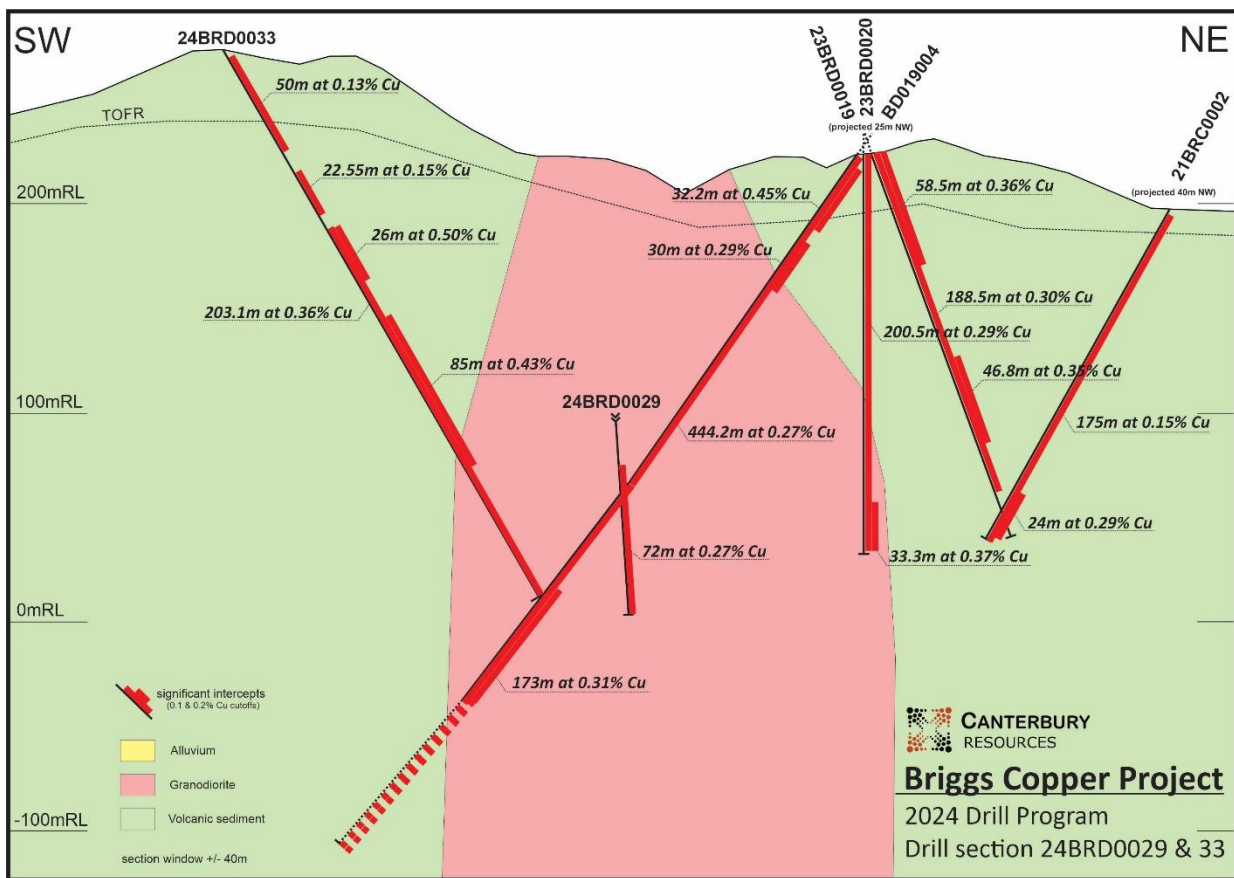 SW
NE
24BRD0033
23BRD0019
23BRD0020
BD019004
(projected 25m NW)
21BRC0002
(projected 40m NW)
TOFR
50m at 0.13% Cu
22.55m at 0.15% Cu
200mRL
32.2m at 0.45% Cu
58.5m at 0.36% Cu
26m at 0.50% Cu
30m at 0.29% Cu
203.1m at 0.36% Cu
188.5m at 0.30% Cu
200.5m at 0.29% Cu
85m at 0.43% Cu
46.8m at 0.35% Cu
24BRD0029
100mRL
444.2m at 0.27% Cu
175m at 0.15% Cu
24m at 0.29% Cu
72m at 0.27% Cu
33.3m at 0.37% Cu
0mRL
173m at 0.31% Cu
significant intercepts
(0.1 & 0.2% Cu cutoffs)
Alluvium
Granodiorite
Volcanic sediment
-100mRL
section window +/- 40m
CANTERBURY
RESOURCES
Briggs Copper Project
2024 Drill Program
Drill section 24BRD0029 & 33